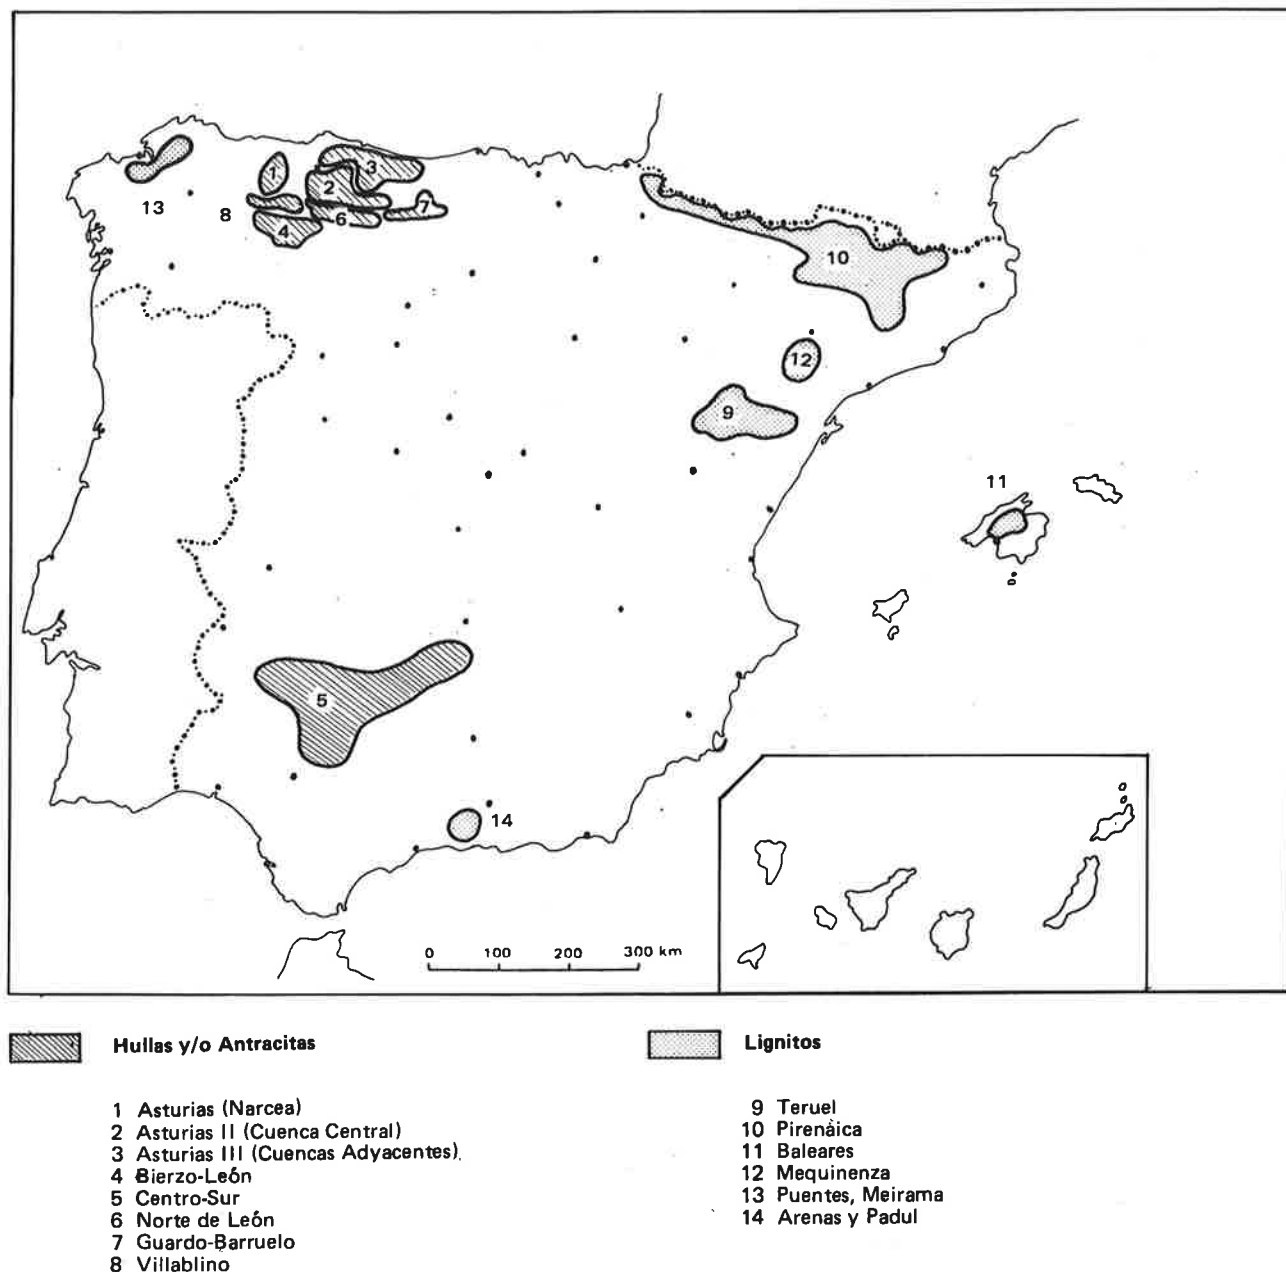 1
3
2
13
8
7
4
6
10
12
9
11
5
14
0 100 200 300 km
Hullas y/o Antracitas
1 Asturias (Narcea)
2 Asturias II (Cuenca Central)
3 Asturias III (Cuencas Adyacentes).
4 Bierzo-León
5 Centro-Sur
6 Norte de León
7 Guardo-Barruelo
8 Villablino
Lignitos
9 Teruel
10 Pirenàica
11 Baleares
12 Mequinenza
13 Puentes, Meirama
14 Arenas y Padul